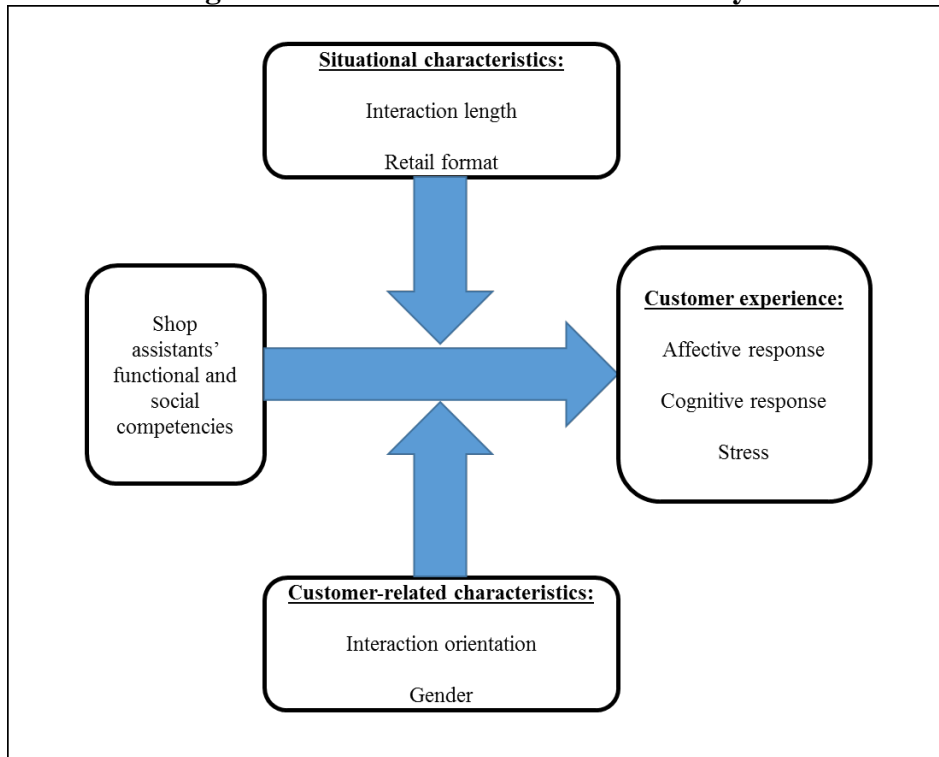 Situational characteristics:
Interaction length
Retail format
Shop
assistants’
functional and
social
competencies
Customer experience:
Affective response
Cognitive response
Stress
Customer-related characteristics:
Interaction orientation
Gender